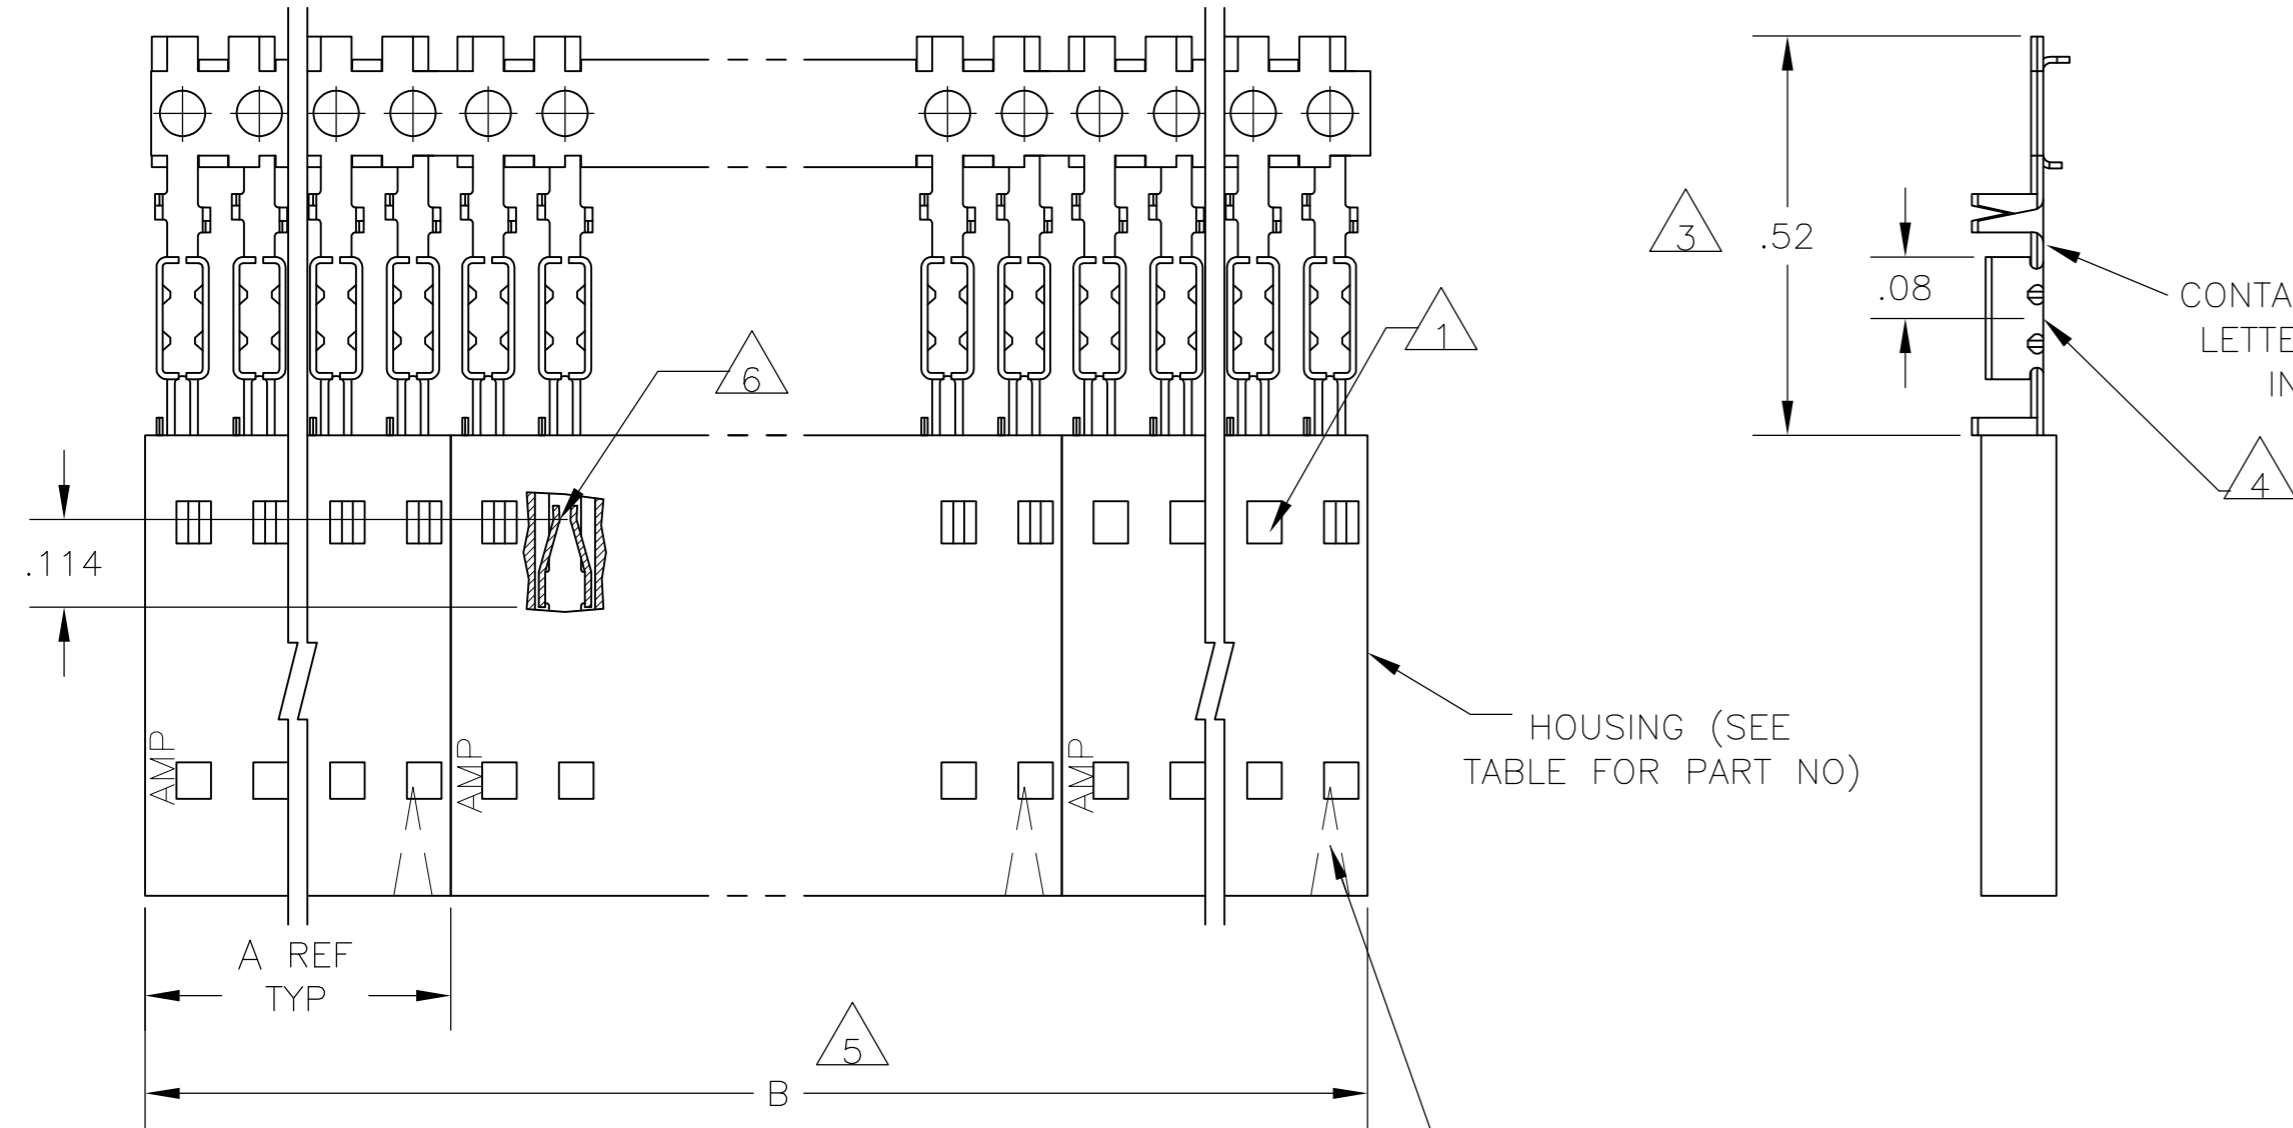 3
.52
.08
CONTA
LETTE
IN
1
6
4
.114
HOUSING (SEE
TABLE FOR PART NO)
AMP
AMP
AMP
A REF
TYP
5
B